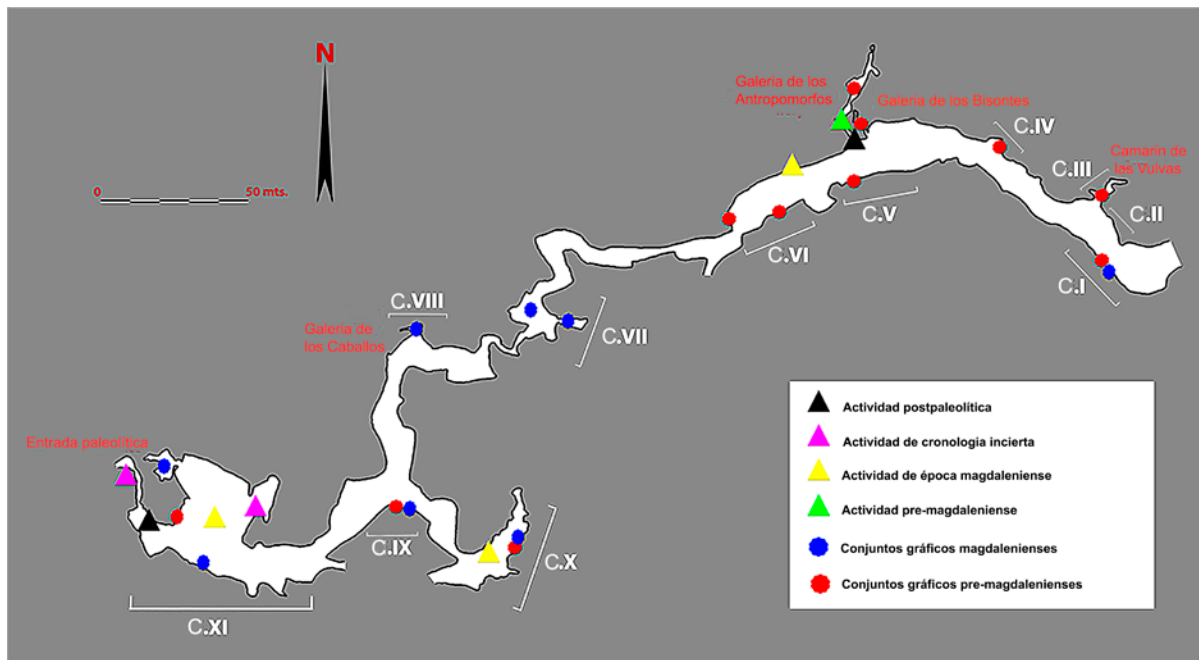 N
0
50 mts.
Galeria de los
Antropomorfos
Galeria de los Bisontes
C.IV
C.III
Camarin de
las Vulvas
C.II
C.V
C.VI
C.I
C.VIII
Galeria de
los Caballos
C.VII
Entrada paleolítica
C.IX
C.X
C.XI
Actividad postpaleolítica
Actividad de cronologia incierta
Actividad de época magdaleniense
Actividad pre-magdaleniense
Conjuntos gráficos magdalenienses
Conjuntos gráficos pre-magdalenienses